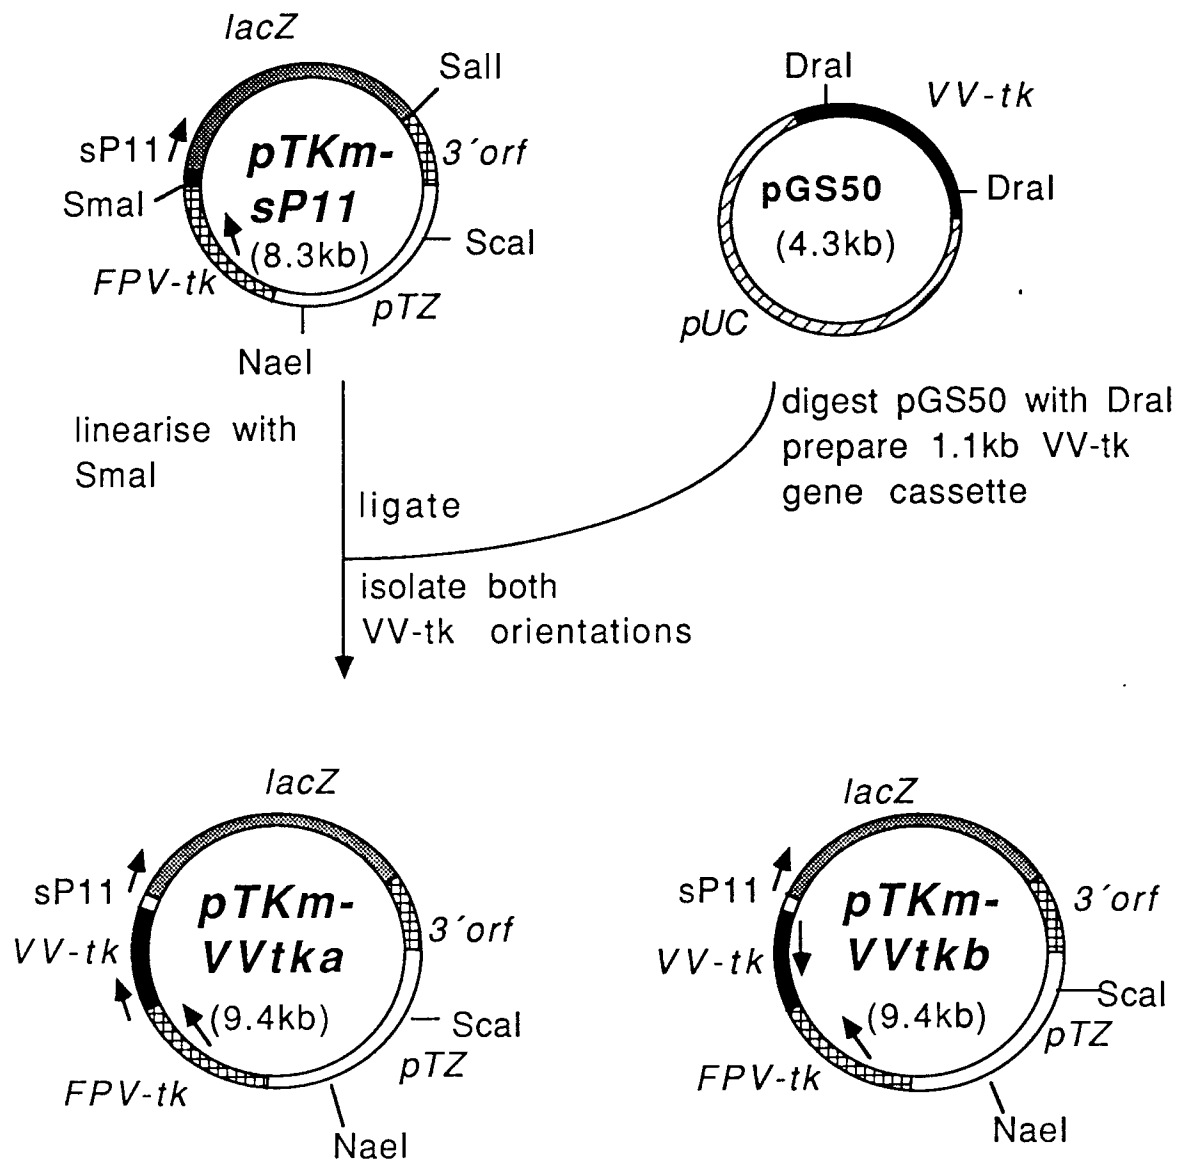 lacZ
SalI
sP11
pTKm-
sP11
(8.3kb)
3´orf
SmaI
ScaI
FPV-tk
pTZ
NaeI
DraI
VV-tk
pGS50
(4.3kb)
DraI
pUC
linearise with
SmaI
ligate
digest pGS50 with DraI
prepare 1.1kb VV-tk
gene cassette
isolate both
VV-tk orientations
lacZ
sP11
pTKm-
VVtka
(9.4kb)
3´orf
VV-tk
ScaI
pTZ
FPV-tk
NaeI
lacZ
sP11
pTKm-
VVtkb
(9.4kb)
3´orf
VV-tk
ScaI
pTZ
FPV-tk
NaeI